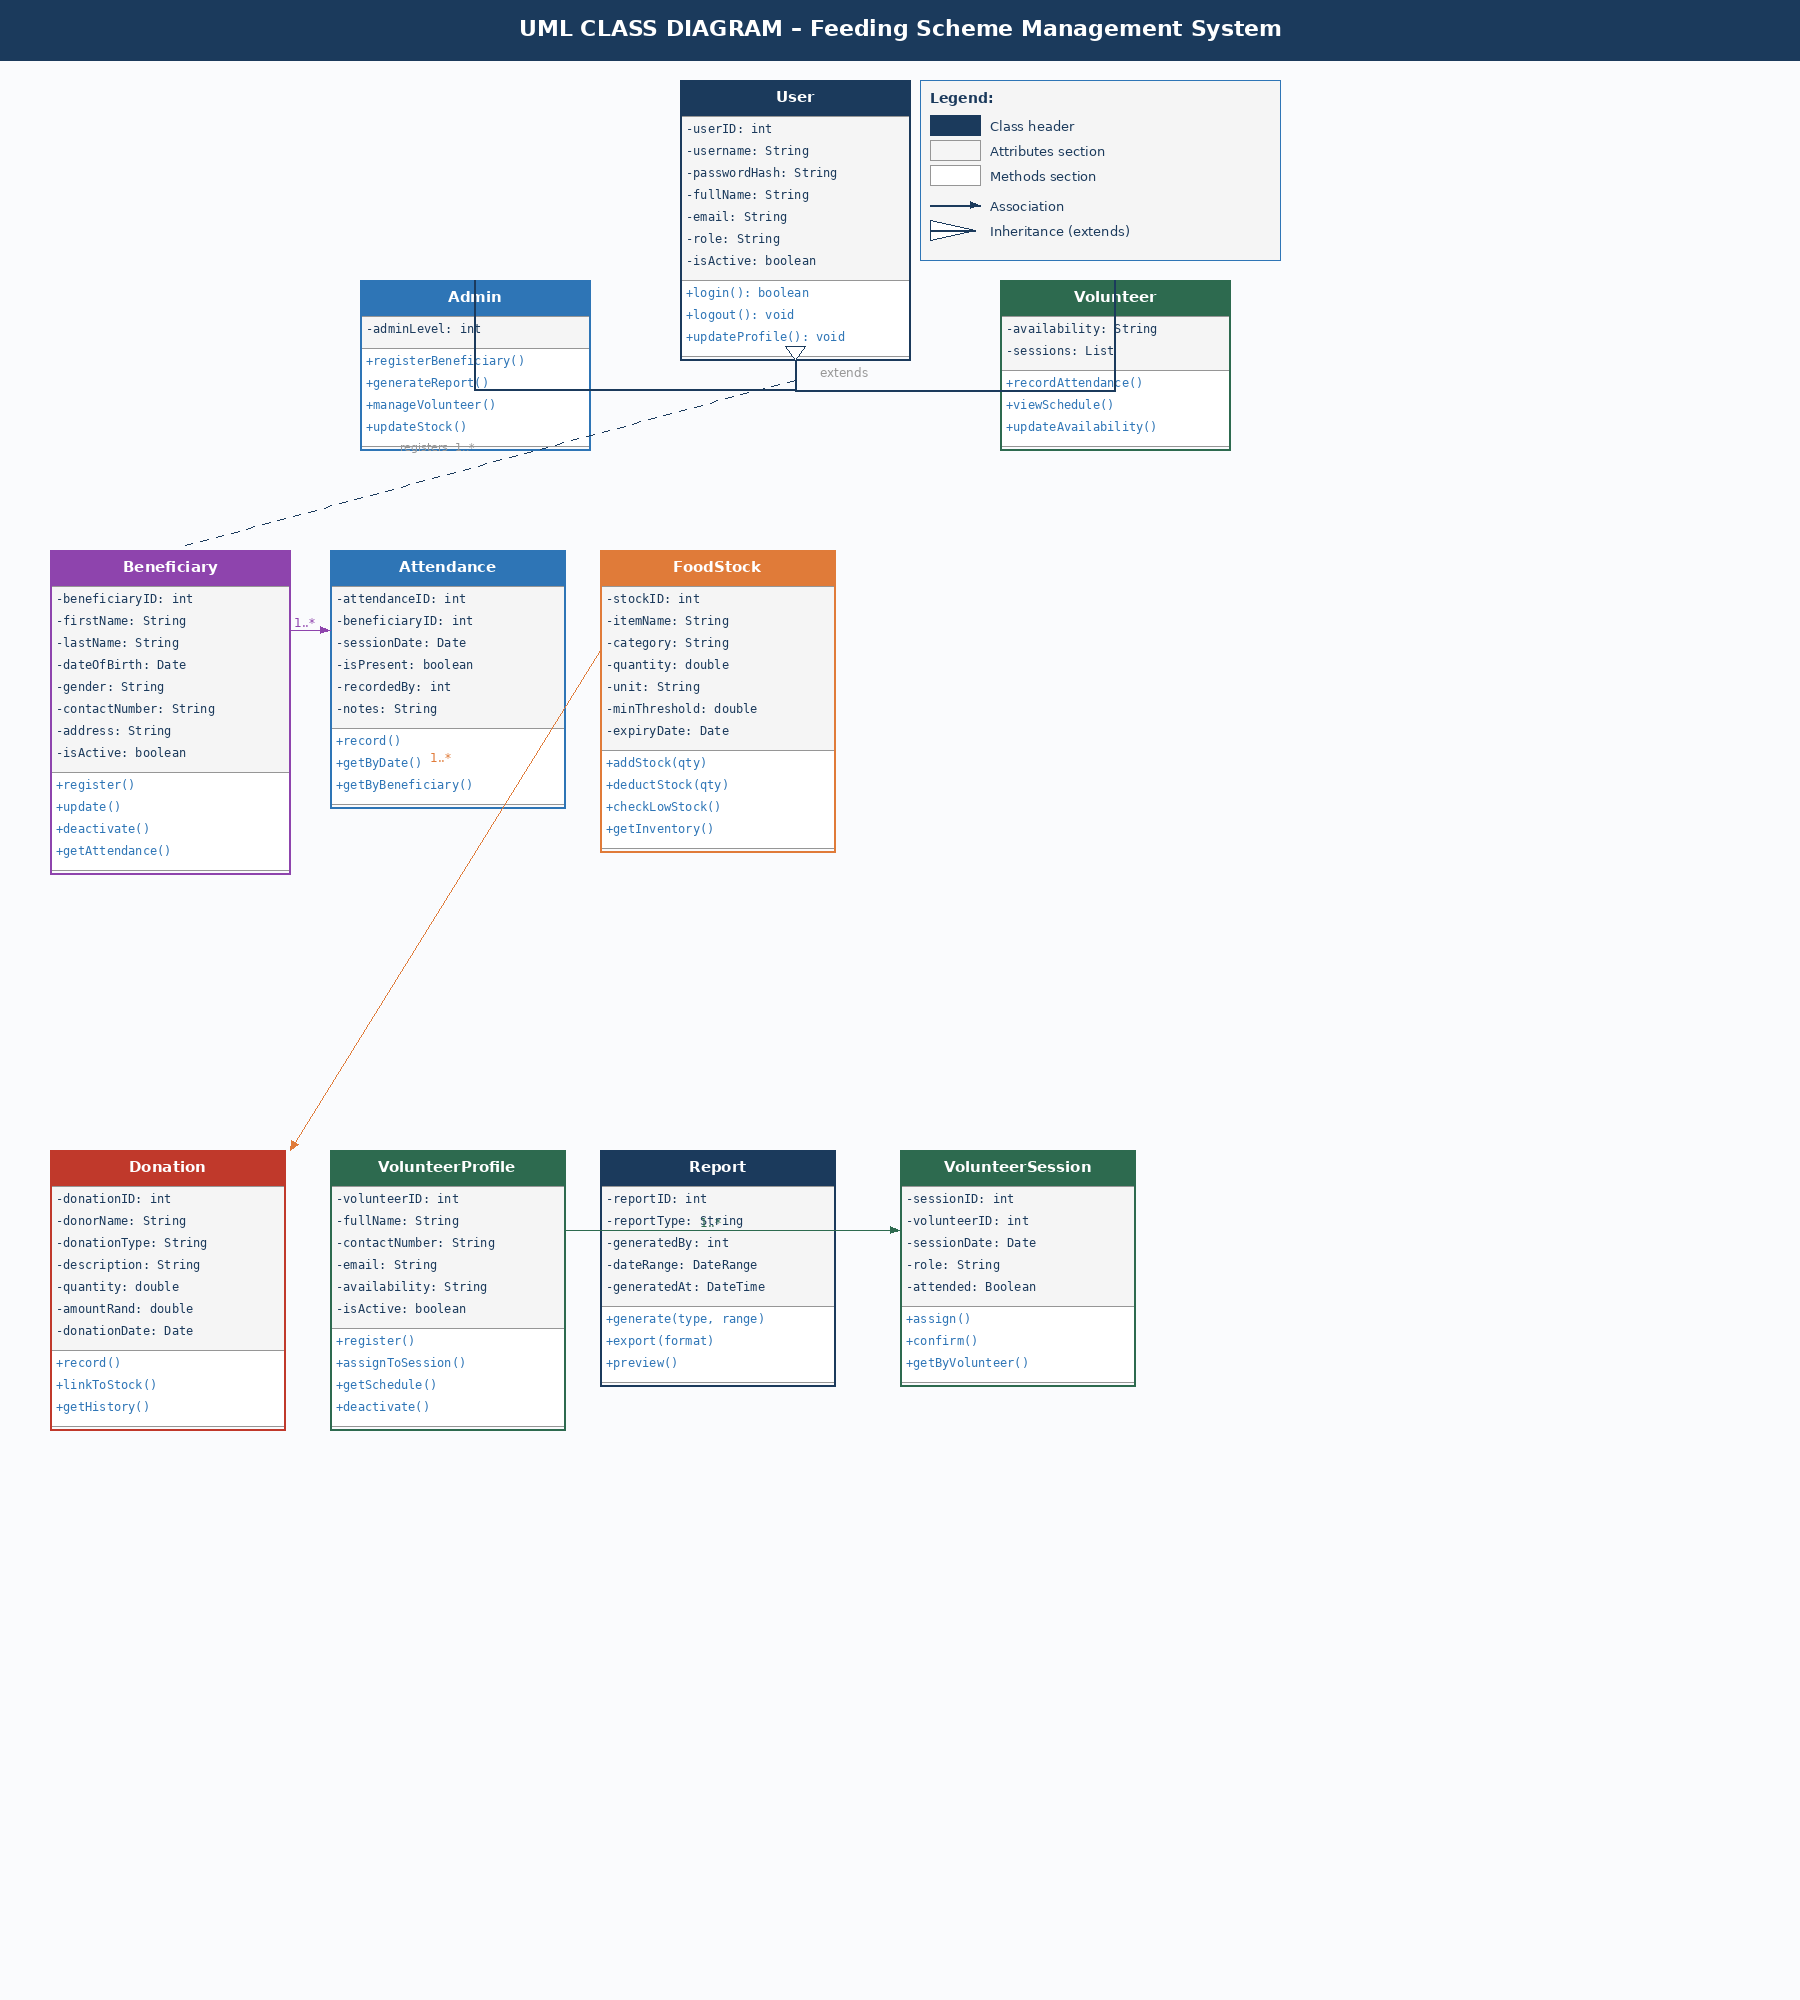 UML CLASS DIAGRAM – Feeding Scheme Management System
User
-userID: int
-username: String
-passwordHash: String
-fullName: String
-email: String
-role: String
-isActive: boolean
+login(): boolean
+logout(): void
+updateProfile(): void
Legend:
Class header
Attributes section
Methods section
Association
Inheritance (extends)
Admin
-adminLevel: int
+registerBeneficiary()
+generateReport()
+manageVolunteer()
+updateStock()
registers 1..*
extends
Volunteer
-availability: String
-sessions: List
+recordAttendance()
+viewSchedule()
+updateAvailability()
Beneficiary
-beneficiaryID: int
-firstName: String
-lastName: String
-dateOfBirth: Date
-gender: String
-contactNumber: String
-address: String
-isActive: boolean
+register()
+update()
+deactivate()
+getAttendance()
1..*
Attendance
-attendanceID: int
-beneficiaryID: int
-sessionDate: Date
-isPresent: boolean
-recordedBy: int
-notes: String
+record()
+getByDate()
1..*
+getByBeneficiary()
FoodStock
-stockID: int
-itemName: String
-category: String
-quantity: double
-unit: String
-minThreshold: double
-expiryDate: Date
+addStock(qty)
+deductStock(qty)
+checkLowStock()
+getInventory()
Donation
-donationID: int
-donorName: String
-donationType: String
-description: String
-quantity: double
-amountRand: double
-donationDate: Date
+record()
+linkToStock()
+getHistory()
VolunteerProfile
-volunteerID: int
-fullName: String
-contactNumber: String
-email: String
-availability: String
-isActive: boolean
+register()
+assignToSession()
+getSchedule()
+deactivate()
Report
-reportID: int
-reportType: String
1..*
-generatedBy: int
-dateRange: DateRange
-generatedAt: DateTime
+generate(type, range)
+export(format)
+preview()
VolunteerSession
-sessionID: int
-volunteerID: int
-sessionDate: Date
-role: String
-attended: Boolean
+assign()
+confirm()
+getByVolunteer()